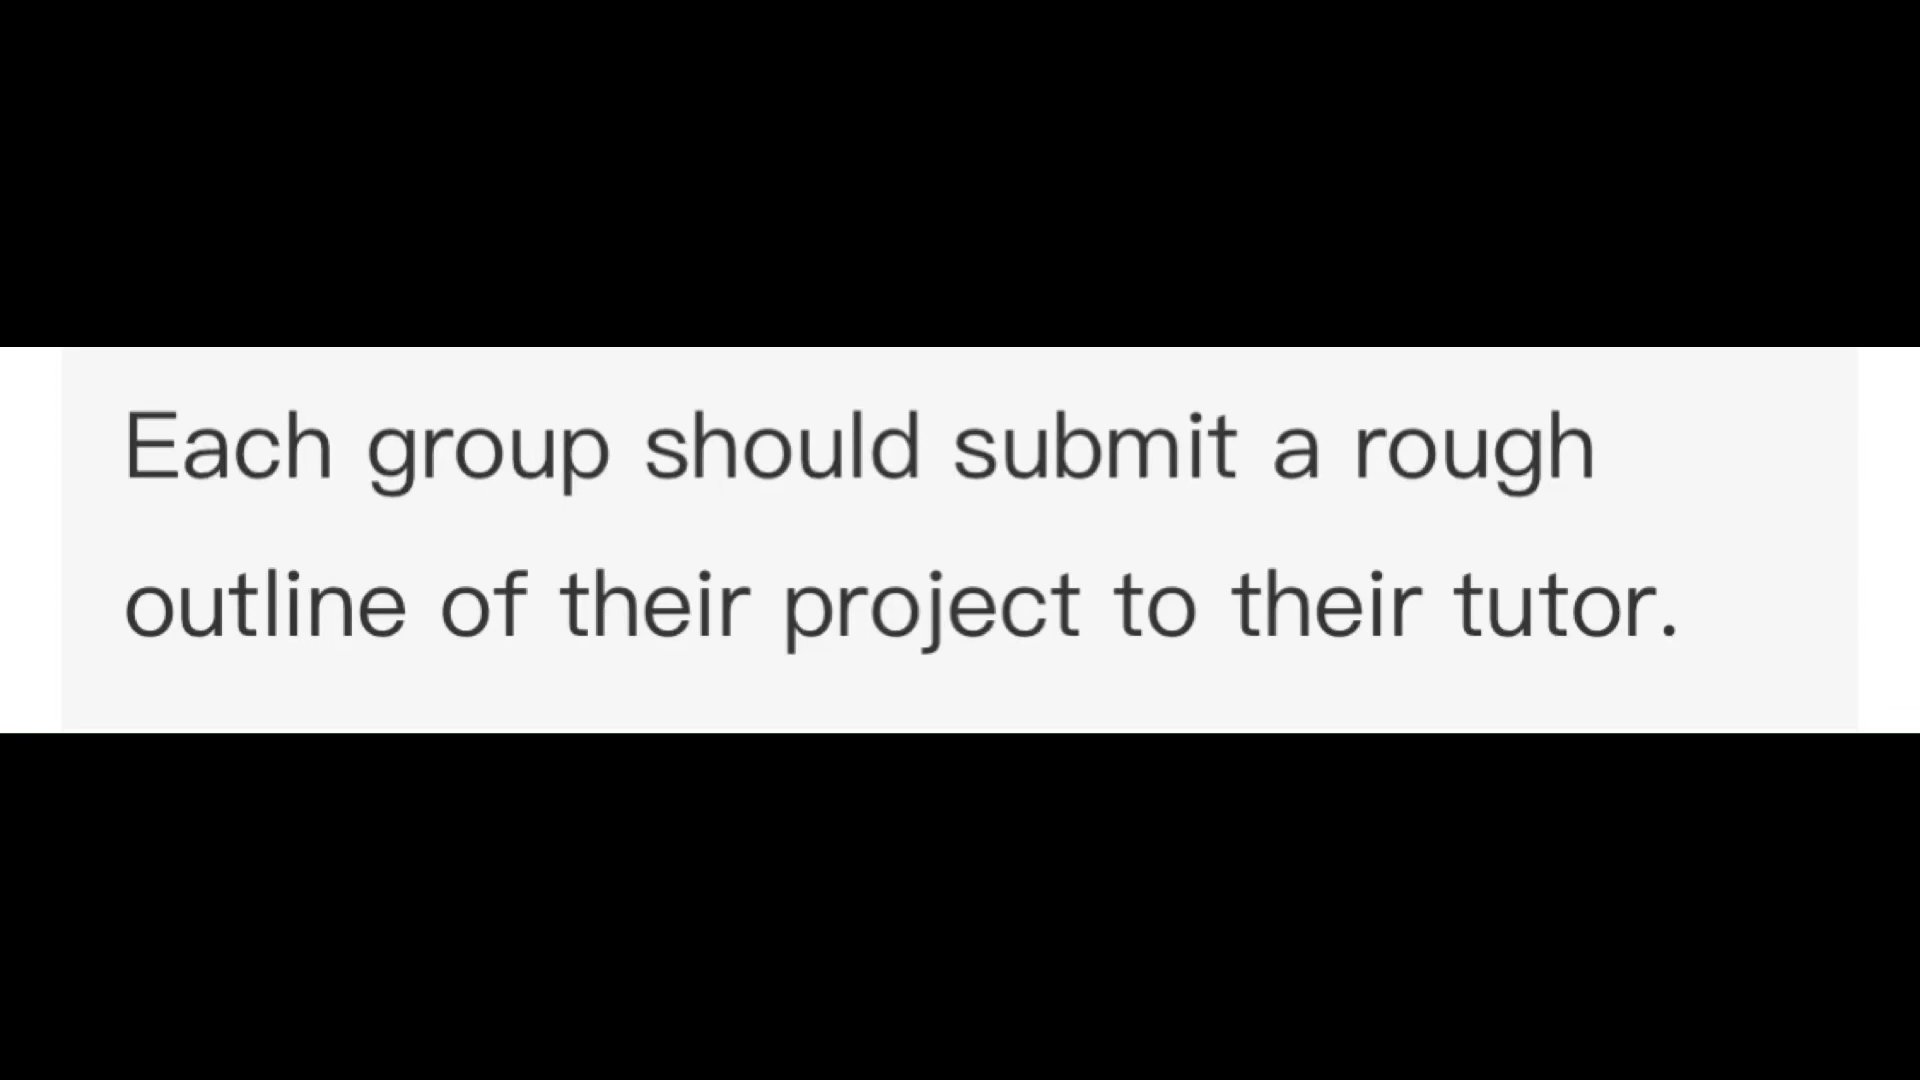 Each group should submit a rough
outline of their project to their tutor.